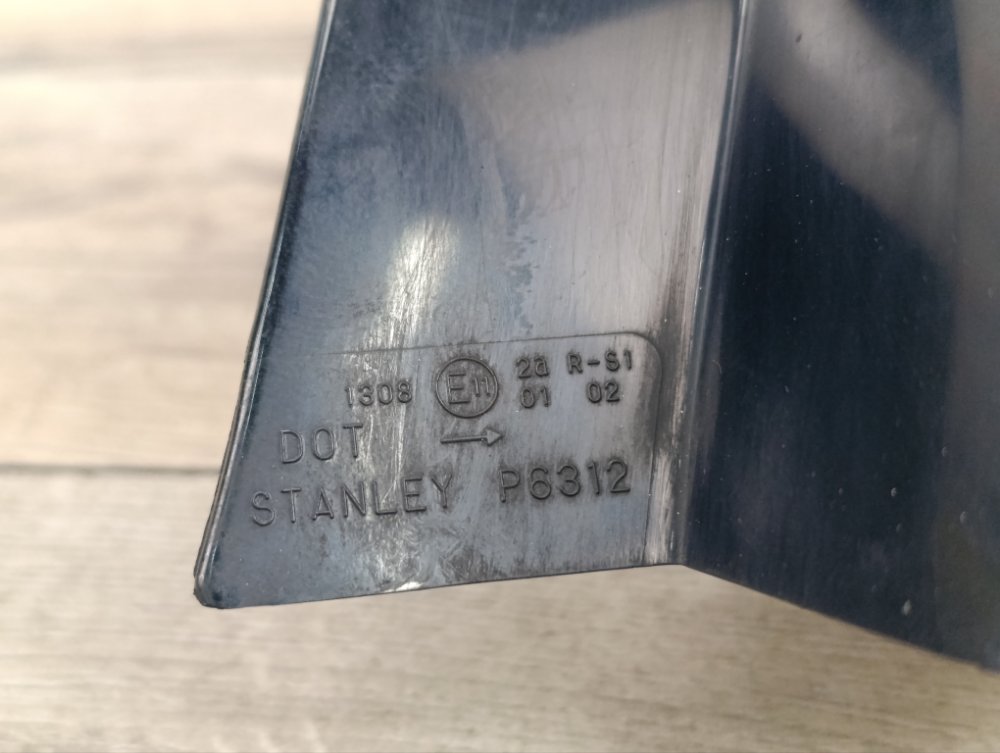 1308 E11 2a R-S1
01 02
DOT →
STANLEY P6312